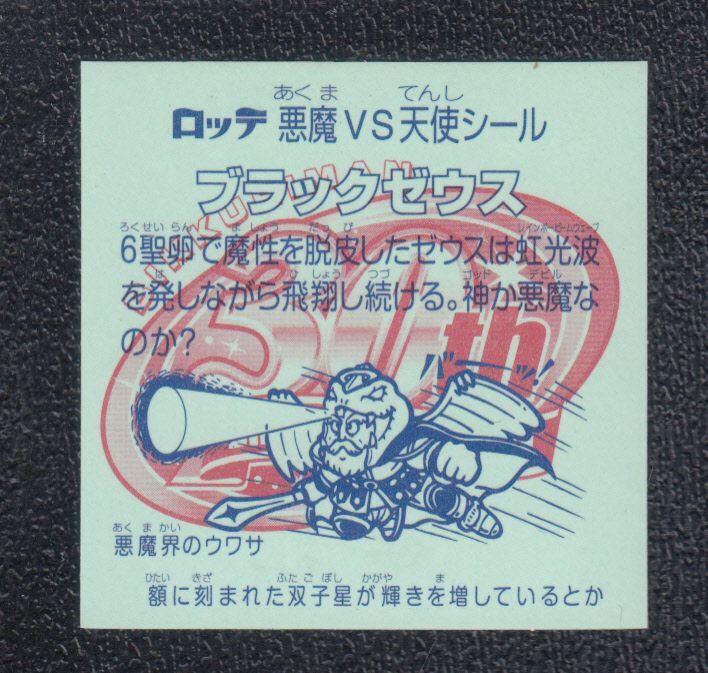 あくま てんし
ロッテ 悪魔VS天使シール
BIKKURIMAN
ブラックゼウス
ろくせいらん ましょう だっぴ レインボービームウェーブ
6聖卵で魔性を脱皮したゼウスは虹光波
は ひしょう つづ ゴッド デビル
を発しながら飛翔し続ける。神か悪魔な
のか?
30th
バッ!
あくまかい
悪魔界のウワサ
ひたい きざ ふたごぼし かがや ま
額に刻まれた双子星が輝きを増しているとか